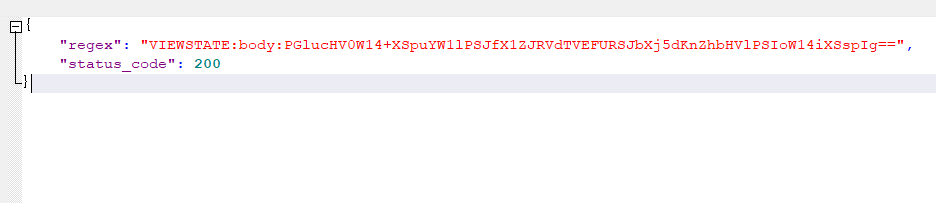 {
"regex": "VIEWSTATE:body:PGlucHV0W14+XSpuYW1lPSJfX1ZJRVdTVEFURSJbXj5dKnZhbHVlPSIoW14iXSspIg==",
"status_code": 200
}